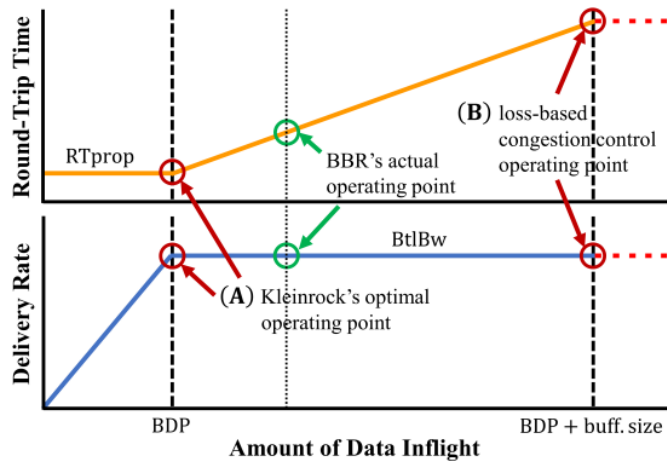 Round-Trip Time
RTprop
BBR's actual
operating point
(B) loss-based
congestion control
operating point
Delivery Rate
BtlBw
(A) Kleinrock's optimal
operating point
BDP
BDP + buff. size
Amount of Data Inflight